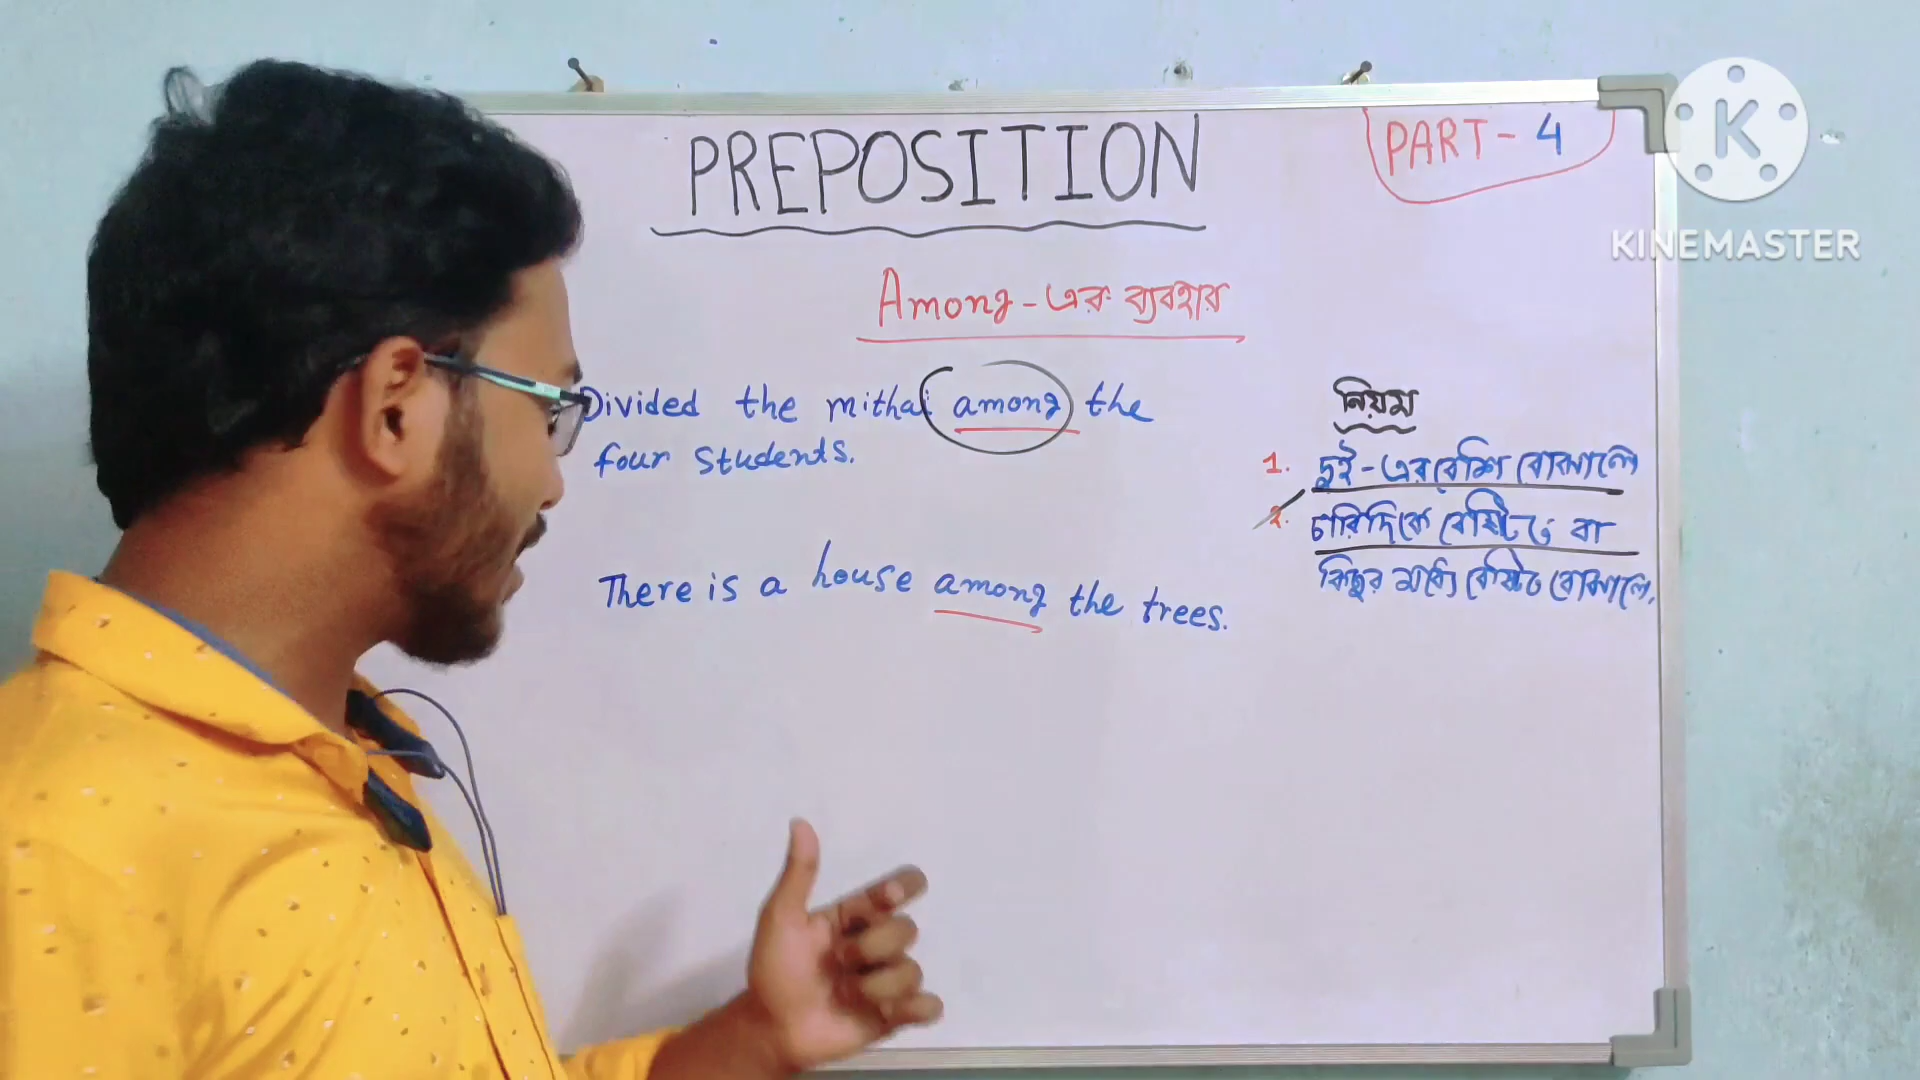 PREPOSITION
PART-4
K
KINEMASTER
Among-এর ব্যবহার
Divided the mithai among the
four students.
There is a house among the trees.
নিয়ম
1. দুই-এর বেশি বোঝালে
2. চারিদিকে বেষ্টিত বা
কিছুর মধ্যে বেষ্টিত বোঝালে.